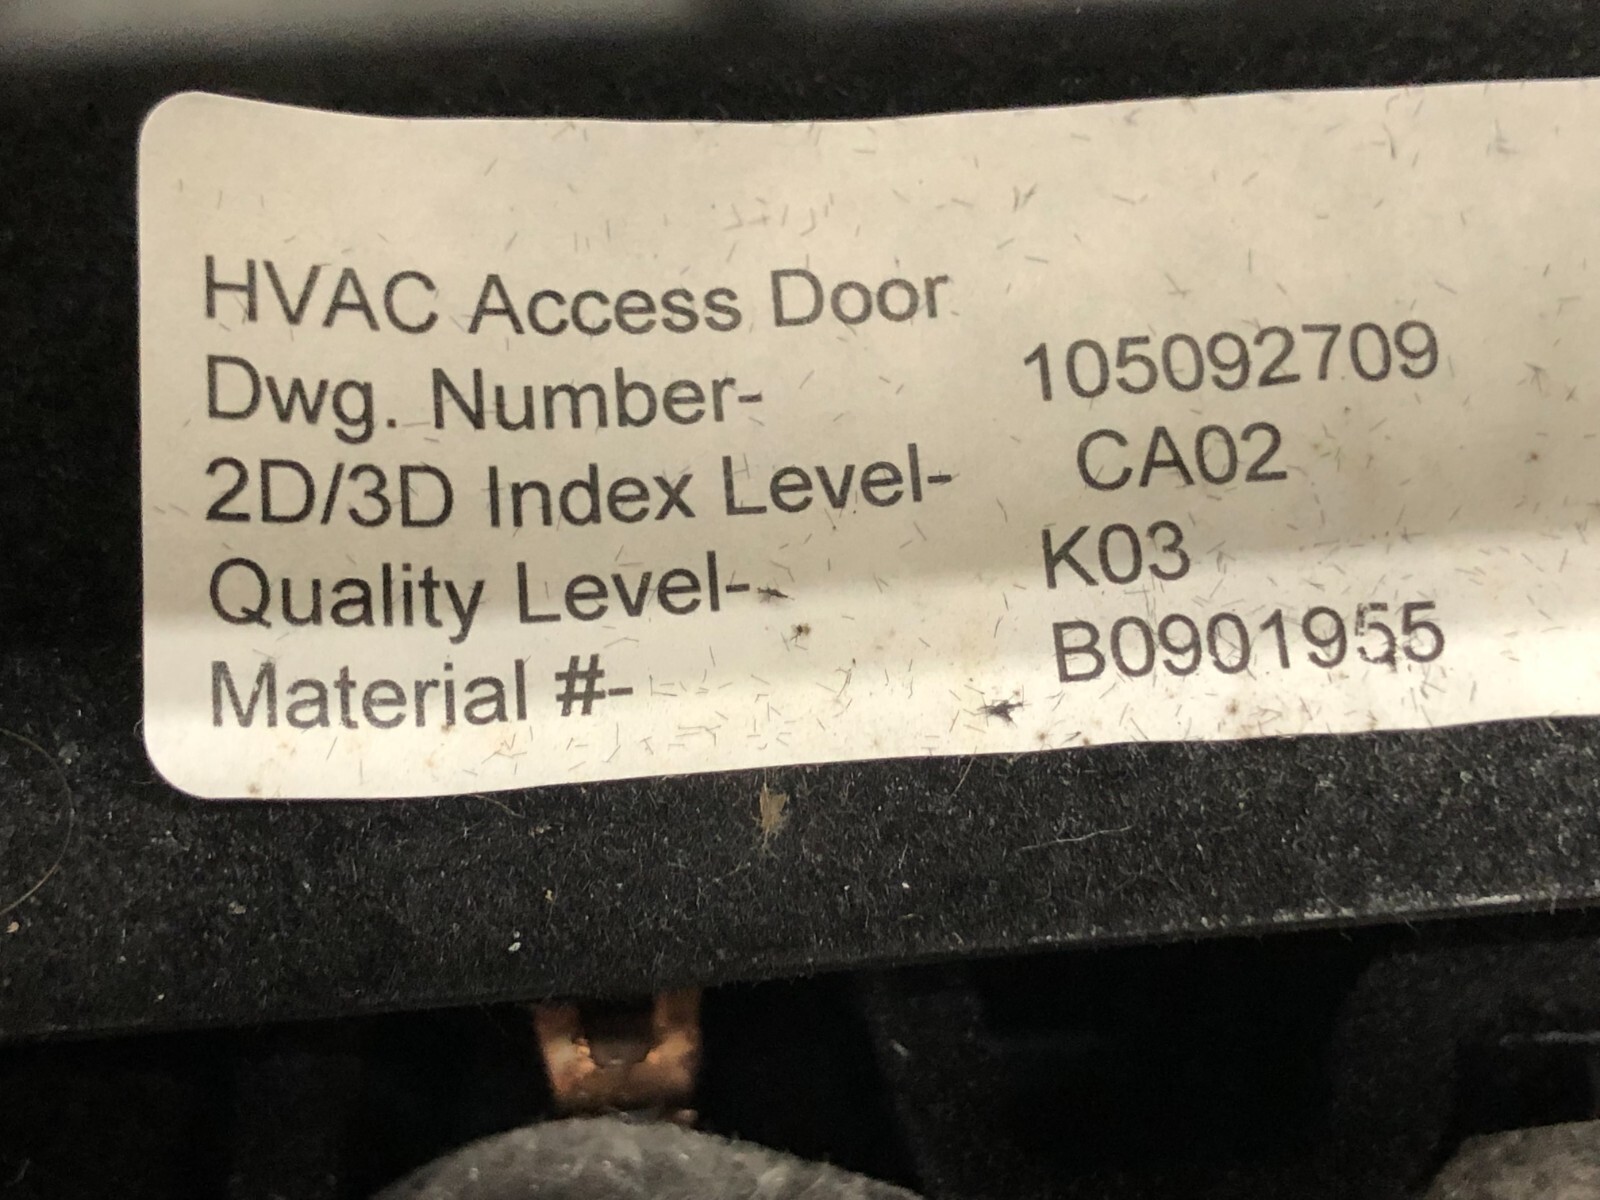 HVAC Access Door
Dwg. Number- 105092709
2D/3D Index Level- CA02
Quality Level- K03
Material #- B0901955